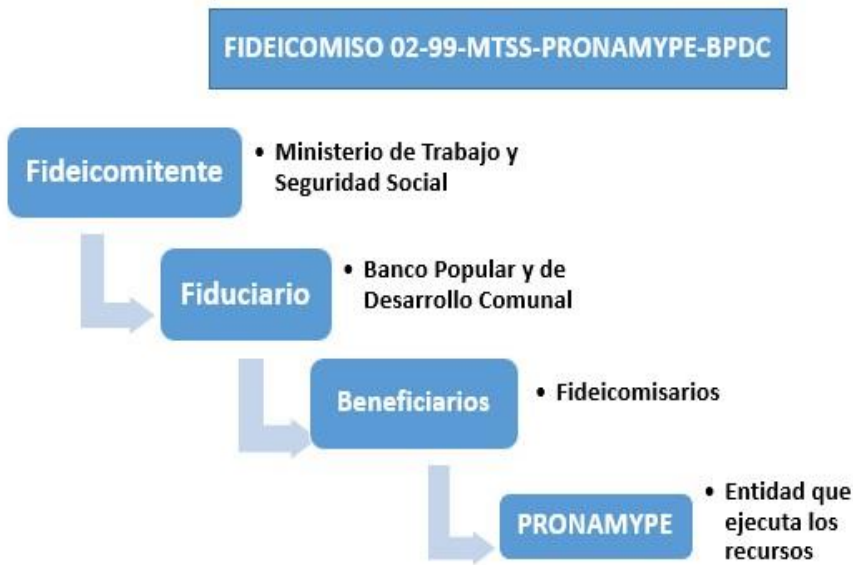 FIDEICOMISO 02-99-MTSS-PRONAMYPE-BPDC
Fideicomitente
• Ministerio de Trabajo y
Seguridad Social
Fiduciario
• Banco Popular y de
Desarrollo Comunal
Beneficiarios
• Fideicomisarios
PRONAMYPE
• Entidad que
ejecuta los
recursos